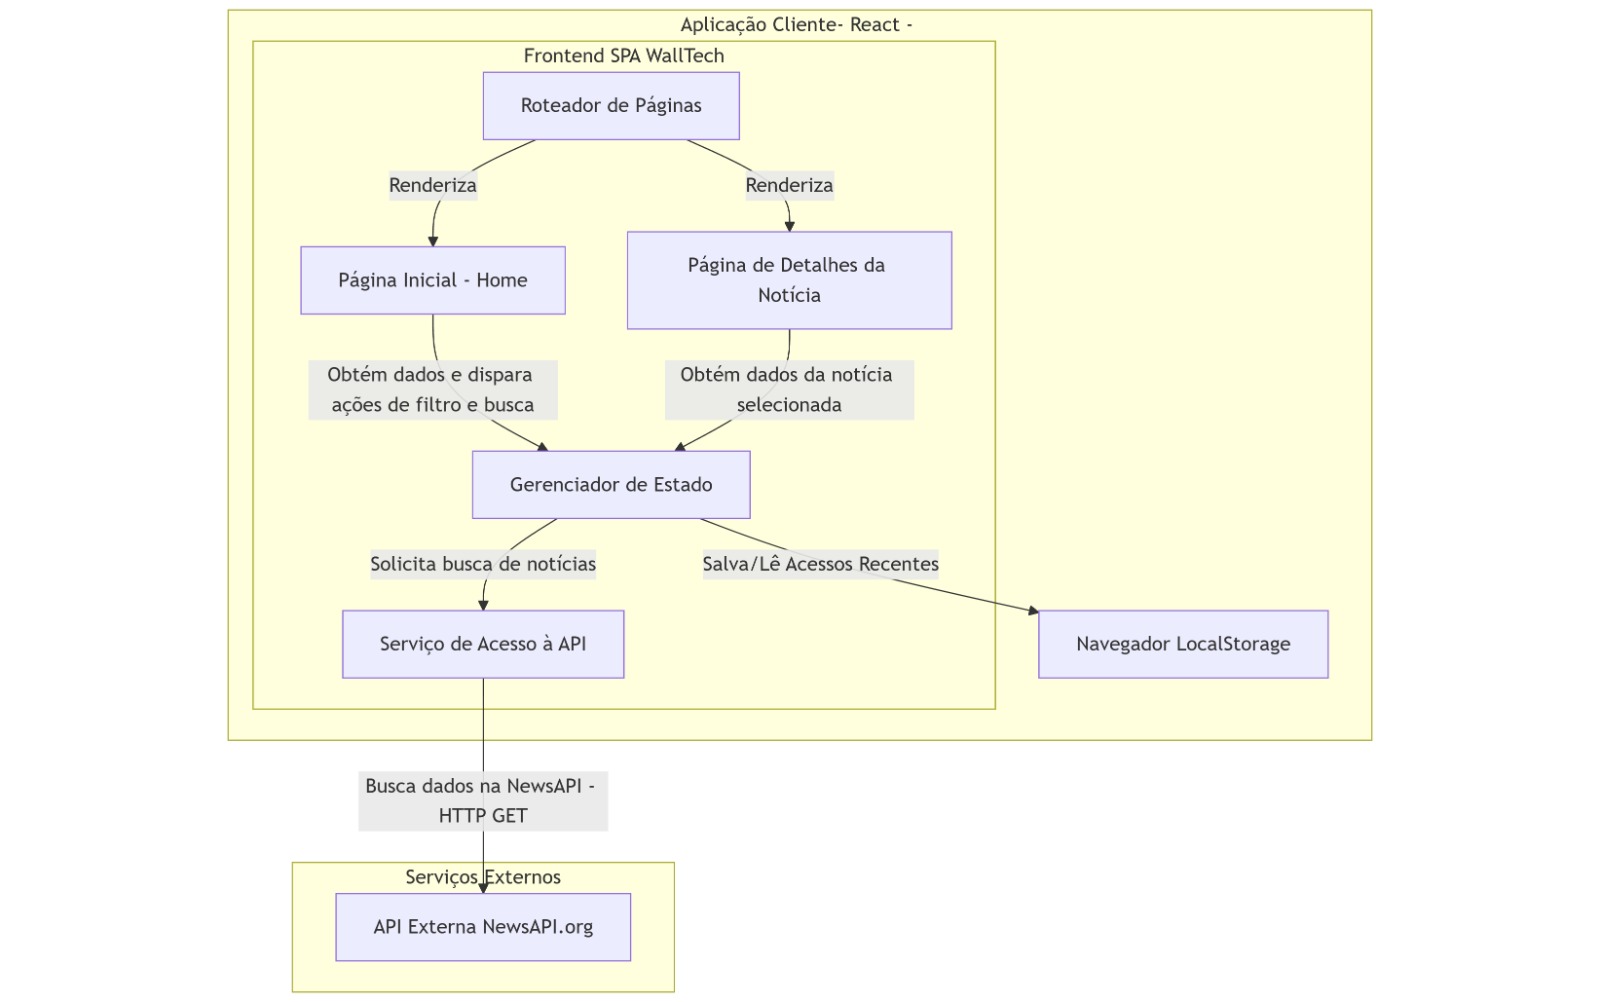 Aplicação Cliente- React -
Frontend SPA WallTech
Roteador de Páginas
Renderiza
Renderiza
Página Inicial - Home
Página de Detalhes da
Notícia
Obtém dados e dispara
ações de filtro e busca
Obtém dados da notícia
selecionada
Gerenciador de Estado
Solicita busca de notícias
Salva/Lê Acessos Recentes
Serviço de Acesso à API
Navegador LocalStorage
Busca dados na NewsAPI -
HTTP GET
Serviços Externos
API Externa NewsAPI.org